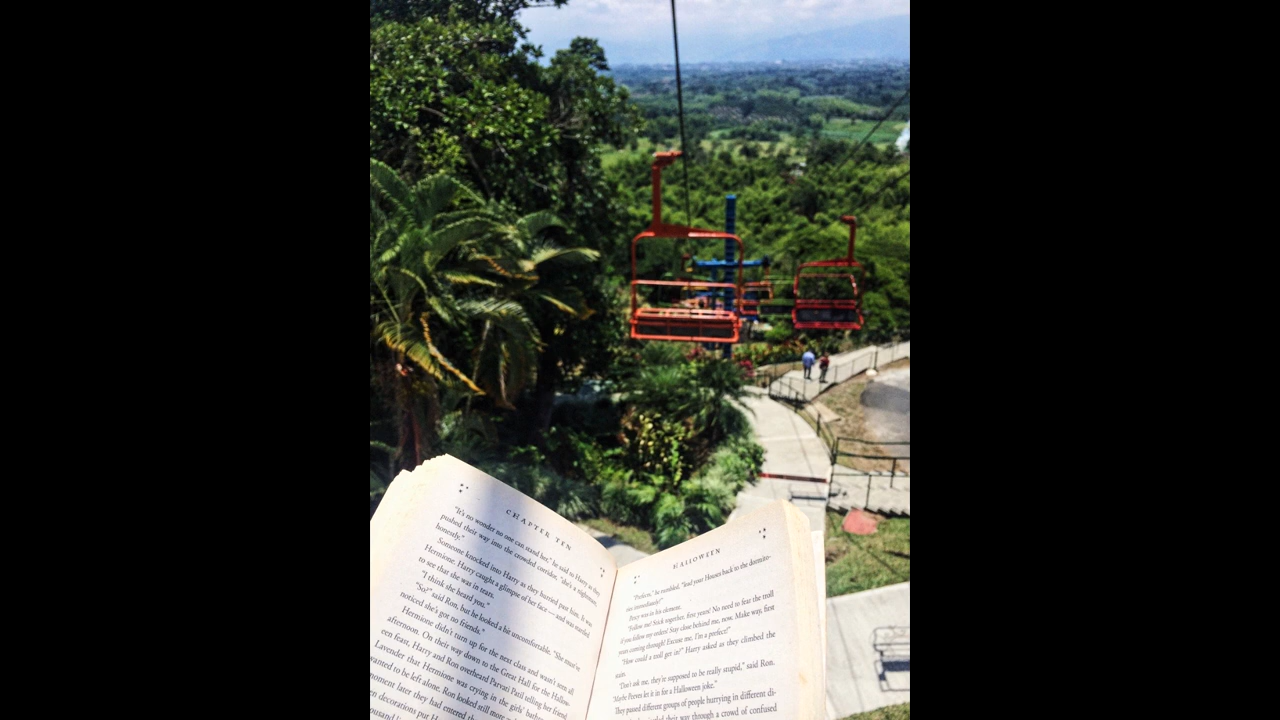 CHAPTER TEN
"It's no wonder no one can stand her," he said to Harry as they
pushed their way into the crowded corridor, "she's a nightmare,
honestly."
Someone knocked into Harry as they hurried past him. It was
Hermione. Harry caught a glimpse of her face — and was startled
to see that she was in tears.
"I think she heard you."
"So?" said Ron, but he looked a bit uncomfortable. "She must've
noticed she's got no friends."
Hermione didn't turn up for the next class and wasn't seen all
afternoon. On their way down to the Great Hall for the Hallow-
een feast, Harry and Ron overheard Parvati Patil telling her friend
Lavender that Hermione was crying in the girls' bathroom
wanted to be left alone. Ron looked still more
moment later they had entered the
en decorations put H
ousand li
HALLOWEEN
"Perfects," he rumbled, "lead your Houses back to the dormito-
ries immediately!"
Percy was in his element.
"Follow me! Stick together, first years! No need to fear the troll
if you follow my orders! Stay close behind me, now. Make way, first
years coming through! Excuse me, I'm a prefect!"
"How could a troll get in?" Harry asked as they climbed the
stairs.
"Don't ask me, they're supposed to be really stupid," said Ron.
"Maybe Peeves let it in for a Halloween joke."
They passed different groups of people hurrying in different di-
their way through a crowd of confused